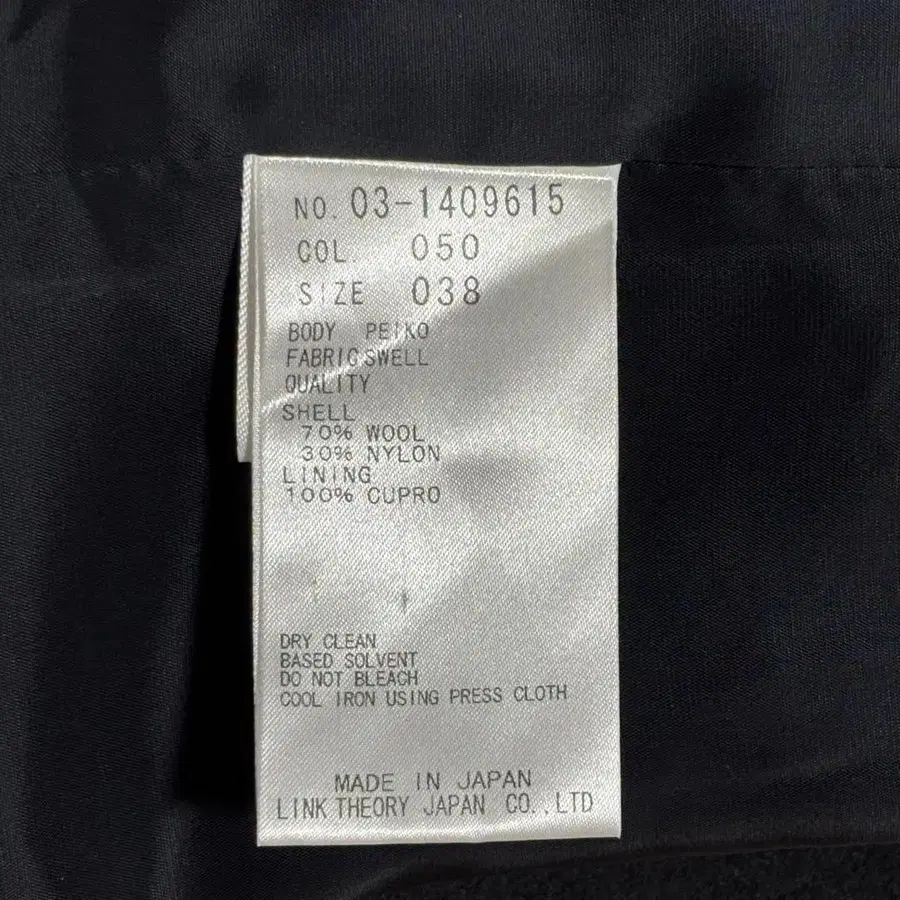 NO. 03-1409615
COL. 050
SIZE 038
BODY PEIKO
FABRIC SWELL
QUALITY
SHELL
70% WOOL
30% NYLON
LINING
100% CUPRO
DRY CLEAN
BASED SOLVENT
DO NOT BLEACH
COOL IRON USING PRESS CLOTH
MADE IN JAPAN
LINK THEORY JAPAN CO.,LTD